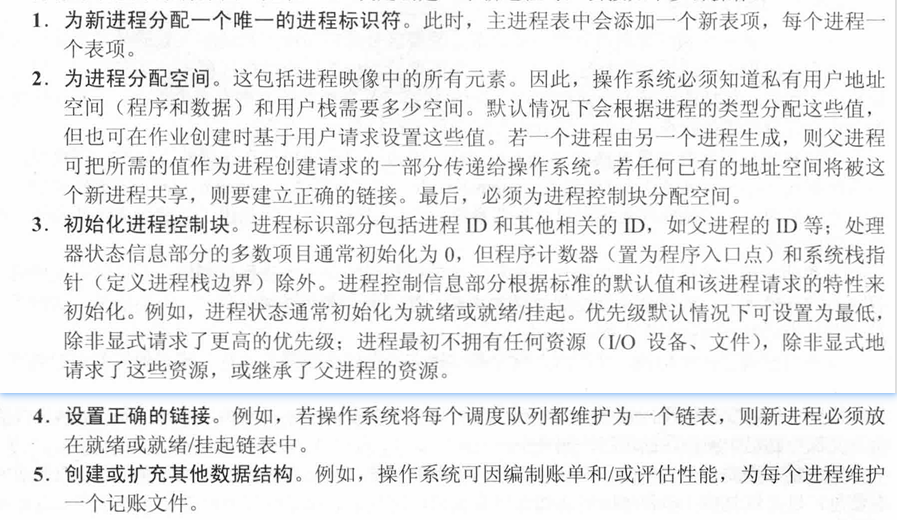 1. 为新进程分配一个唯一的进程标识符。此时，主进程表中会添加一个新表项，每个进程一
个表项。
2. 为进程分配空间。这包括进程映像中的所有元素。因此，操作系统必须知道私有用户地址
空间（程序和数据）和用户栈需要多少空间。默认情况下会根据进程的类型分配这些值，
但也可在作业创建时基于用户请求设置这些值。若一个进程由另一个进程生成，则父进程
可把所需的值作为进程创建请求的一部分传递给操作系统。若任何已有的地址空间将被这
个新进程共享，则要建立正确的链接。最后，必须为进程控制块分配空间。
3. 初始化进程控制块。进程标识部分包括进程 ID 和其他相关的 ID，如父进程的 ID 等；处理
器状态信息部分的多数项目通常初始化为 0，但程序计数器（置为程序入口点）和系统栈指
针（定义进程栈边界）除外。进程控制信息部分根据标准的默认值和该进程请求的特性来
初始化。例如，进程状态通常初始化为就绪或就绪/挂起。优先级默认情况下可设置为最低，
除非显式请求了更高的优先级；进程最初不拥有任何资源（I/O 设备、文件），除非显式地
请求了这些资源，或继承了父进程的资源。
4. 设置正确的链接。例如，若操作系统将每个调度队列都维护为一个链表，则新进程必须放
在就绪或就绪/挂起链表中。
5. 创建或扩充其他数据结构。例如，操作系统可因编制账单和/或评估性能，为每个进程维护
一个记账文件。